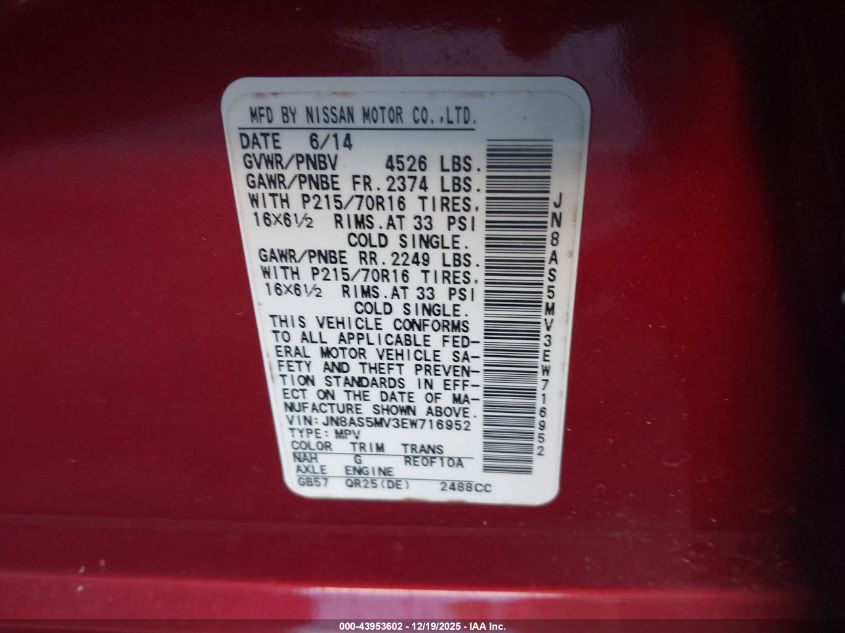 MFD BY NISSAN MOTOR CO.,LTD.
DATE 6/14
GVWR/PNBV 4526 LBS.
GAWR/PNBE FR. 2374 LBS.
WITH P215/70R16 TIRES,
16×6½ RIMS.AT 33 PSI
COLD SINGLE.
GAWR/PNBE RR. 2249 LBS.
WITH P215/70R16 TIRES,
16×6½ RIMS.AT 33 PSI
COLD SINGLE.
THIS VEHICLE CONFORMS
TO ALL APPLICABLE FED-
ERAL MOTOR VEHICLE SA-
FETY AND THEFT PREVEN-
TION STANDARDS IN EFF-
ECT ON THE DATE OF MA-
NUFACTURE SHOWN ABOVE.
VIN: JN8AS5MV3EW716952
TYPE: MPV
COLOR TRIM TRANS
NAH G RE0F10A
AXLE ENGINE
GB57 QR25(DE) 2488CC
JN8AS5MV3EW716952
000-43953602 - 12/19/2025 - IAA Inc.